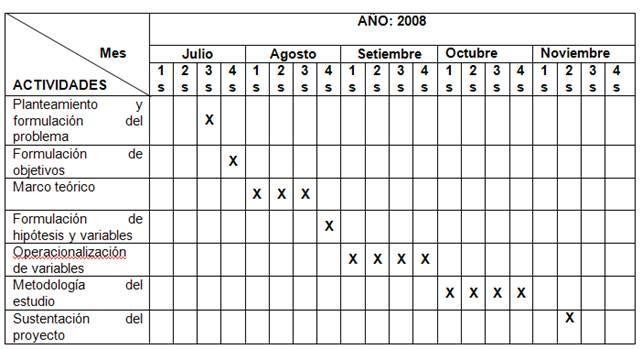 AÑO: 2008
Mes
Julio Agosto Setiembre Octubre Noviembre
ACTIVIDADES
1 2 3 4 1 2 3 4 1 2 3 4 1 2 3 4 1 2 3 4
s s s s s s s s s s s s s s s s s s s s
Planteamiento y
formulación del
problema
X
Formulación de
objetivos
X
Marco teórico
X X X
Formulación de
hipótesis y variables
X
Operacionalización
de variables
X X X X
Metodología del
estudio
X X X X
Sustentación del
proyecto
X